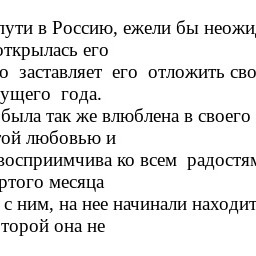 пути в Россию, ежели бы неожид
открылась его
о заставляет его отложить сво
ущего года.
была так же влюблена в своего
той любовью и
восприимчива ко всем радостям
ртого месяца
с ним, на нее начинали находит
торой она не